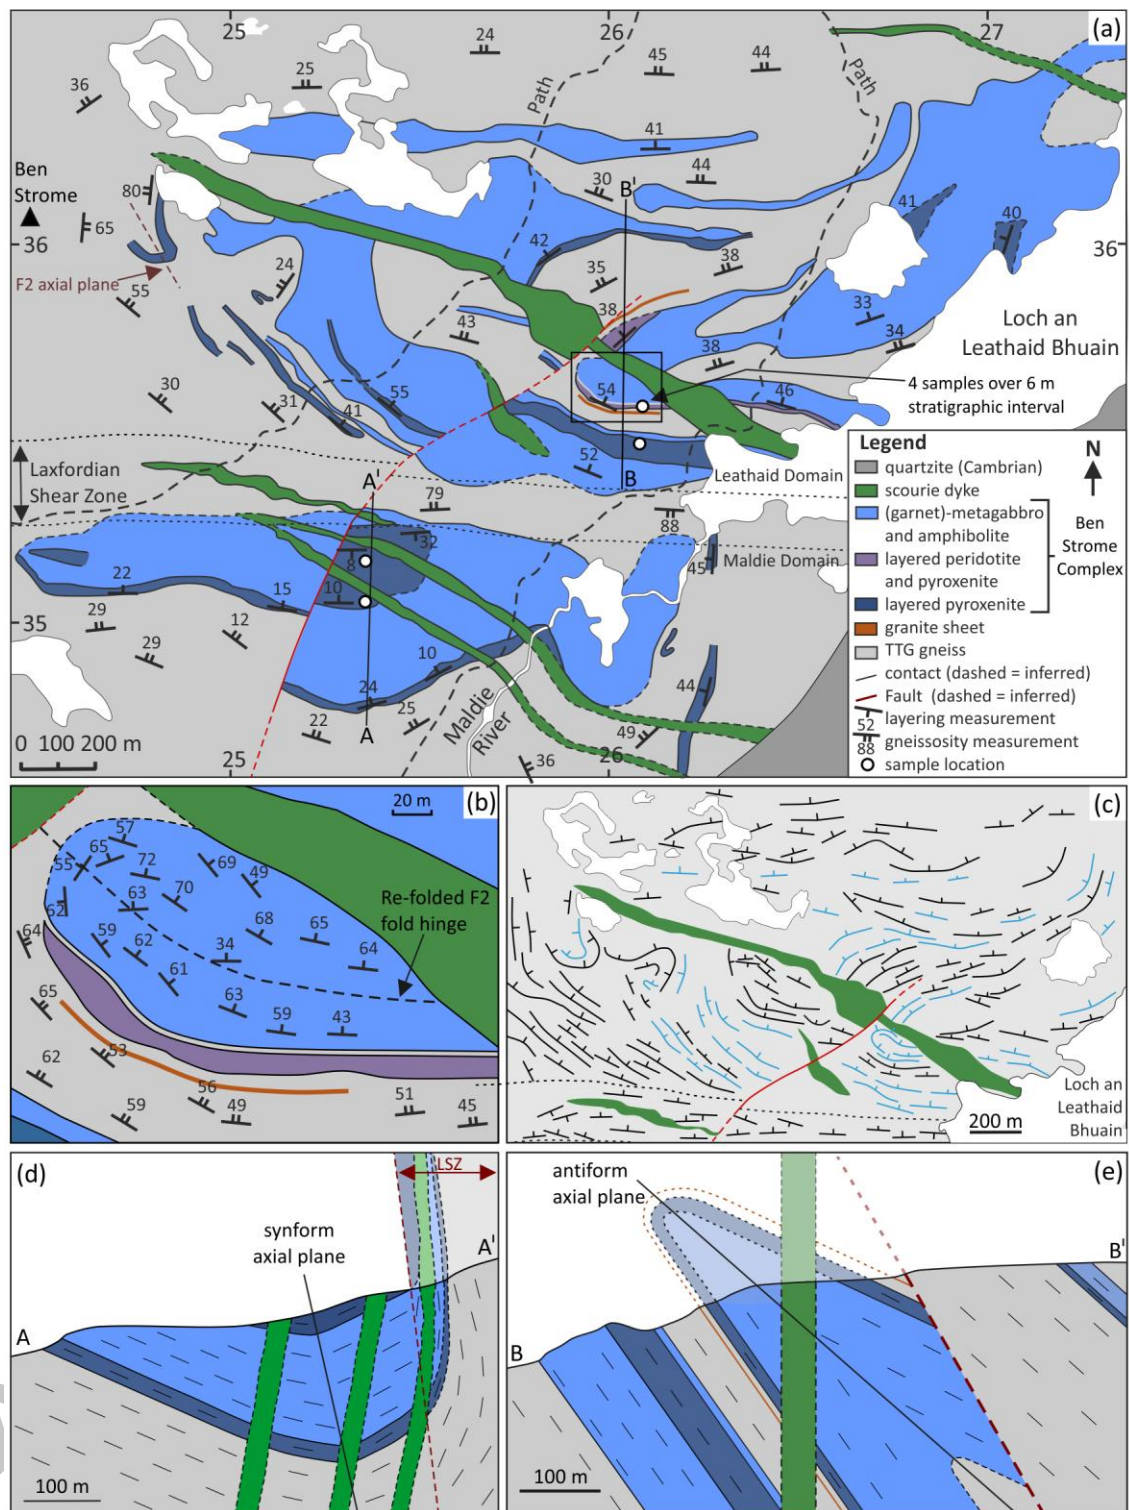 25
26
27
(a)
24
25
45
44
36
Path
Path
41
44
Ben
Strome
80
30
B'
36
65
42
41
40
36
F2 axial plane
24
35
38
55
43
38
33
34
Loch an
Leathaid Bhuain
38
30
31
55
41
54
46
4 samples over 6 m
stratigraphic interval
Laxfordian
Shear Zone
A'
79
52
B
88
Leathaid Domain
Maldie Domain
32
8
45
22
15
10
35
29
29
12
10
24
25
22
A
44
49
36
Maldie
River
0 100 200 m
25
26
Legend
N
quartzite (Cambrian)
scourie dyke
(garnet)-metagabbro
and amphibolite
layered peridotite
and pyroxenite
layered pyroxenite
Ben
Strome
Complex
granite sheet
TTG gneiss
contact (dashed = inferred)
Fault (dashed = inferred)
layering measurement
52
gneissosity measurement
88
sample location
(b)
20 m
57
65
55
72
69
49
62
63
70
64
59
62
68
65
Re-folded F2
fold hinge
34
64
61
63
59
43
65
62
53
56
59
49
51
45
(c)
Loch an
Leathaid
Bhuain
200 m
(d)
LSZ
synform
axial plane
A'
A
100 m
(e)
antiform
axial plane
B'
B
100 m